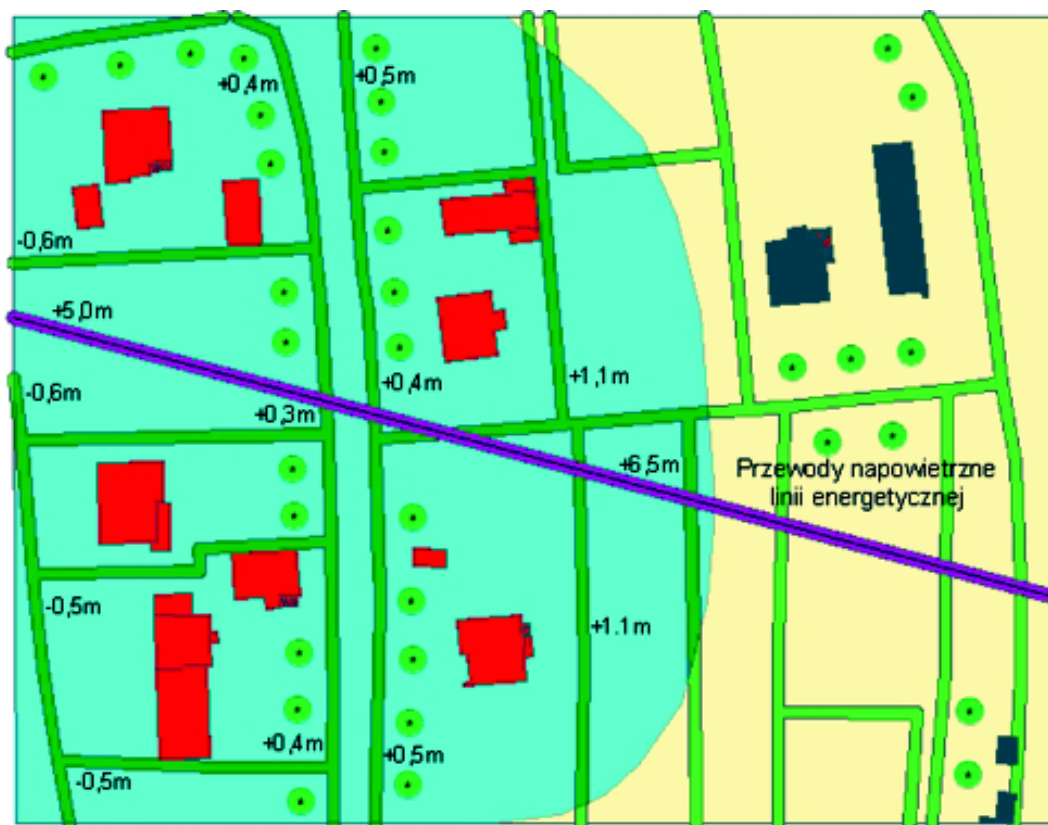 +0,4m
+0,5m
-0,6m
+5,0m
-0,6m
+0,3m
+0,4m
+1,1m
+6,5m
Przewody napowietrzne
linii energetycznej
-0,5m
+1.1m
+0,4m
+0,5m
-0,5m